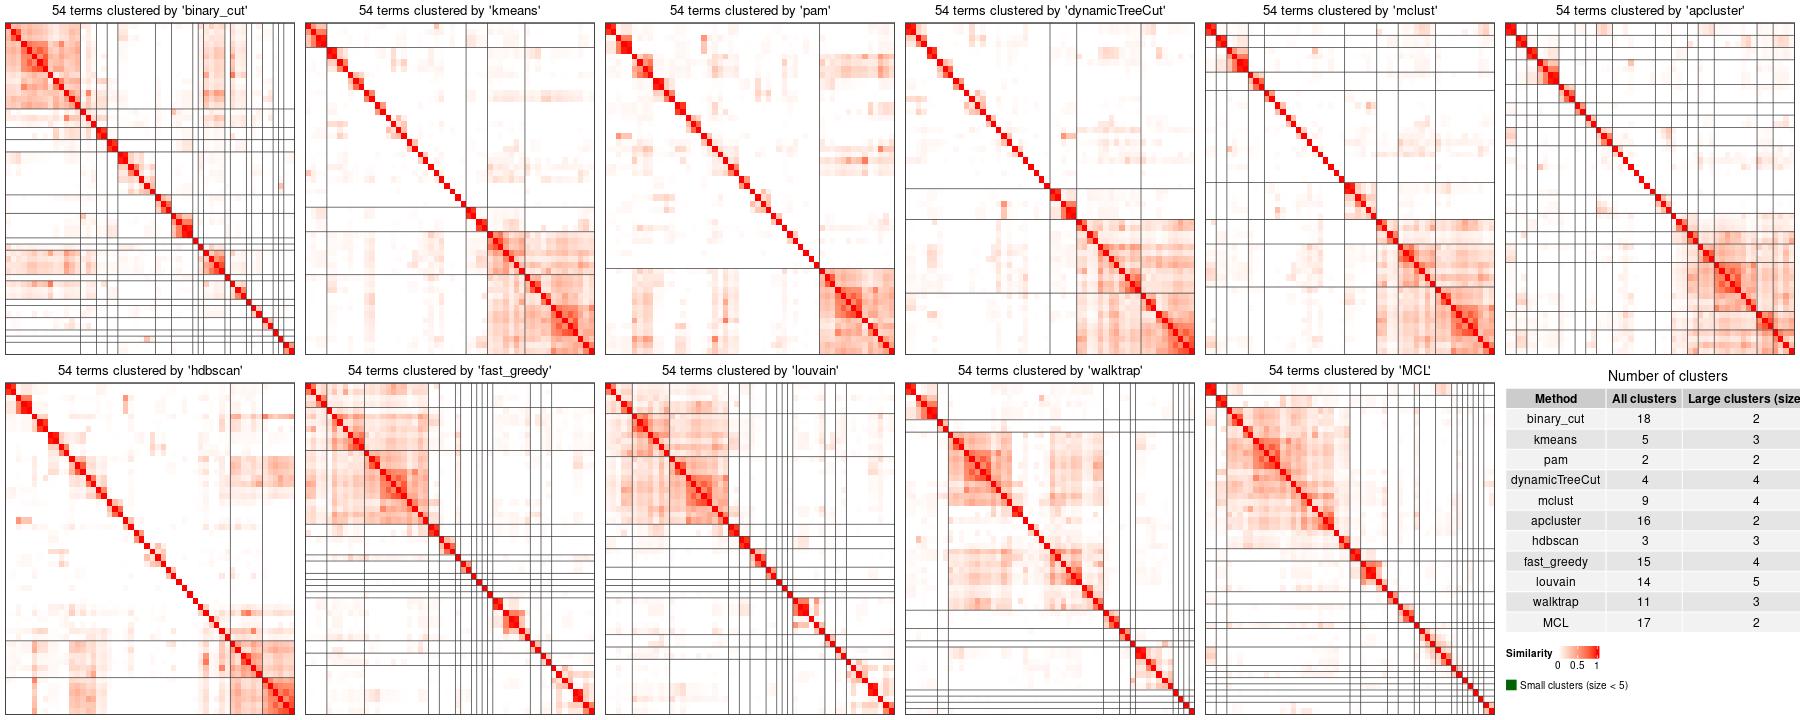 54 terms clustered by 'binary_cut'
54 terms clustered by 'kmeans'
54 terms clustered by 'pam'
54 terms clustered by 'dynamicTreeCut'
54 terms clustered by 'mclust'
54 terms clustered by 'apcluster'
54 terms clustered by 'hdbscan'
54 terms clustered by 'fast_greedy'
54 terms clustered by 'louvain'
54 terms clustered by 'walktrap'
54 terms clustered by 'MCL'
Number of clusters
Method All clusters Large clusters (size
binary_cut 18 2
kmeans 5 3
pam 2 2
dynamicTreeCut 4 4
mclust 9 4
apcluster 16 2
hdbscan 3 3
fast_greedy 15 4
louvain 14 5
walktrap 11 3
MCL 17 2
Similarity
0 0.5 1
Small clusters (size < 5)